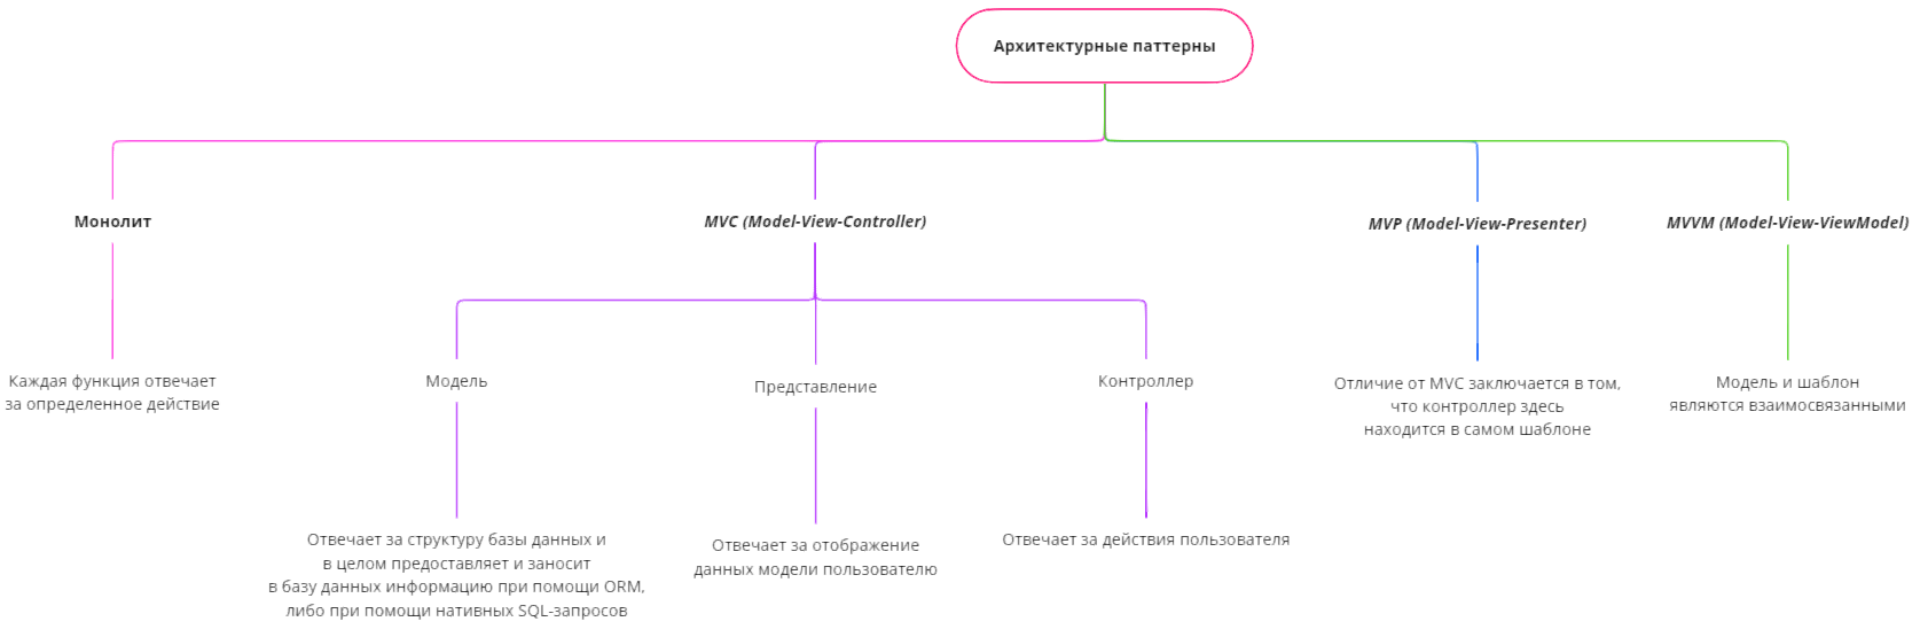 Архитектурные паттерны
Монолит
MVC (Model-View-Controller)
MVP (Model-View-Presenter)
MVVM (Model-View-ViewModel)
Каждая функция отвечает
за определенное действие
Модель
Представление
Контроллер
Отличие от MVC заключается в том,
что контроллер здесь
находится в самом шаблоне
Модель и шаблон
являются взаимосвязанными
Отвечает за структуру базы данных и
в целом предоставляет и заносит
в базу данных информацию при помощи ORM,
либо при помощи нативных SQL-запросов
Отвечает за отображение
данных модели пользователю
Отвечает за действия пользователя